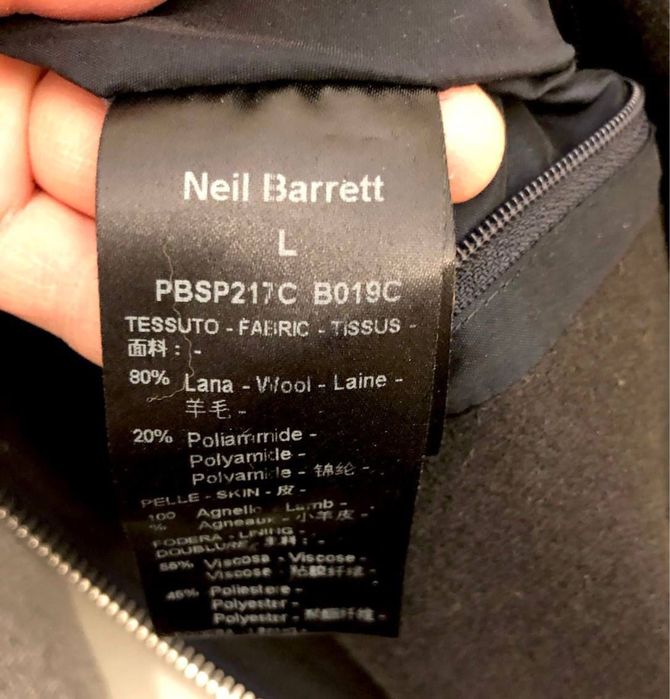 Neil Barrett
L
PBSP217C B019C
TESSUTO - FABRIC - TISSUS -
面料: -
80% Lana - Wool - Laine -
羊毛 -
20% Poliammide -
Polyamide -
Polyamide - 锦纶 -
PELLE - SKIN - 皮 -
100 Agnello - Lamb -
% Agneaux - 小羊皮 -
FODERA - LINING -
DOUBLURE - 里料: -
55% Viscosa - Viscose -
Viscose - 粘胶纤维 -
45% Poliestere -
Polyester -
Polyester - 聚酯纤维 -